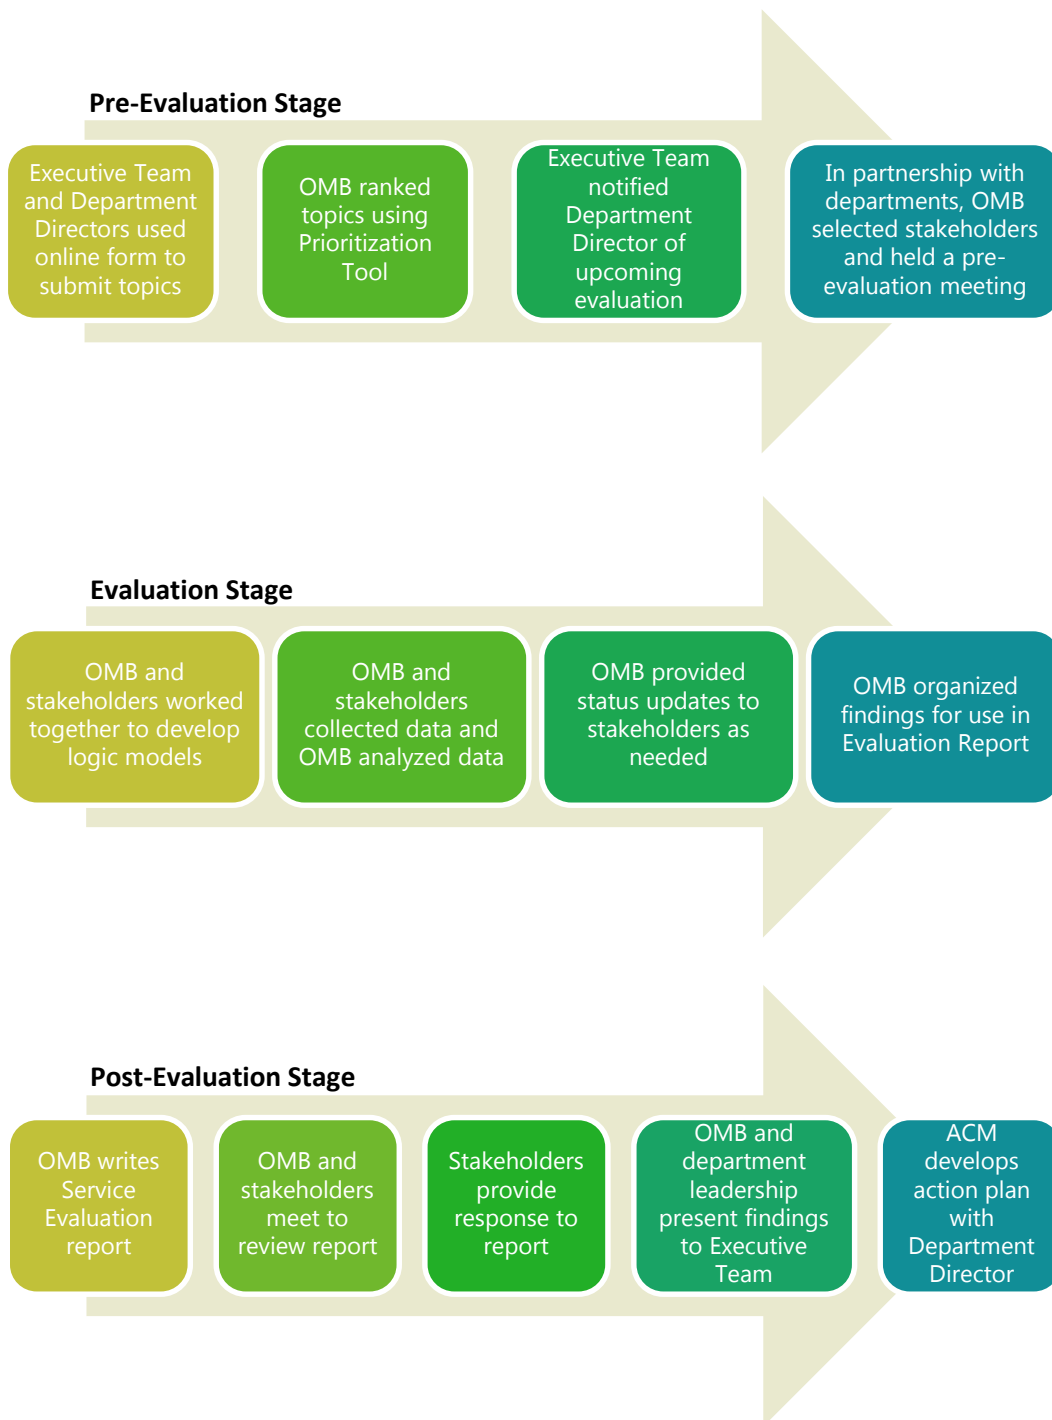 Pre-Evaluation Stage
Executive Team
and Department
Directors used
online form to
submit topics
OMB ranked
topics using
Prioritization
Tool
Executive Team
notified
Department
Director of
upcoming
evaluation
In partnership with
departments, OMB
selected stakeholders
and held a pre-
evaluation meeting
Evaluation Stage
OMB and
stakeholders worked
together to develop
logic models
OMB and
stakeholders
collected data and
OMB analyzed data
OMB provided
status updates to
stakeholders as
needed
OMB organized
findings for use in
Evaluation Report
Post-Evaluation Stage
OMB writes
Service
Evaluation
report
OMB and
stakeholders
meet to
review report
Stakeholders
provide
response to
report
OMB and
department
leadership
present findings
to Executive
Team
ACM
develops
action plan
with
Department
Director